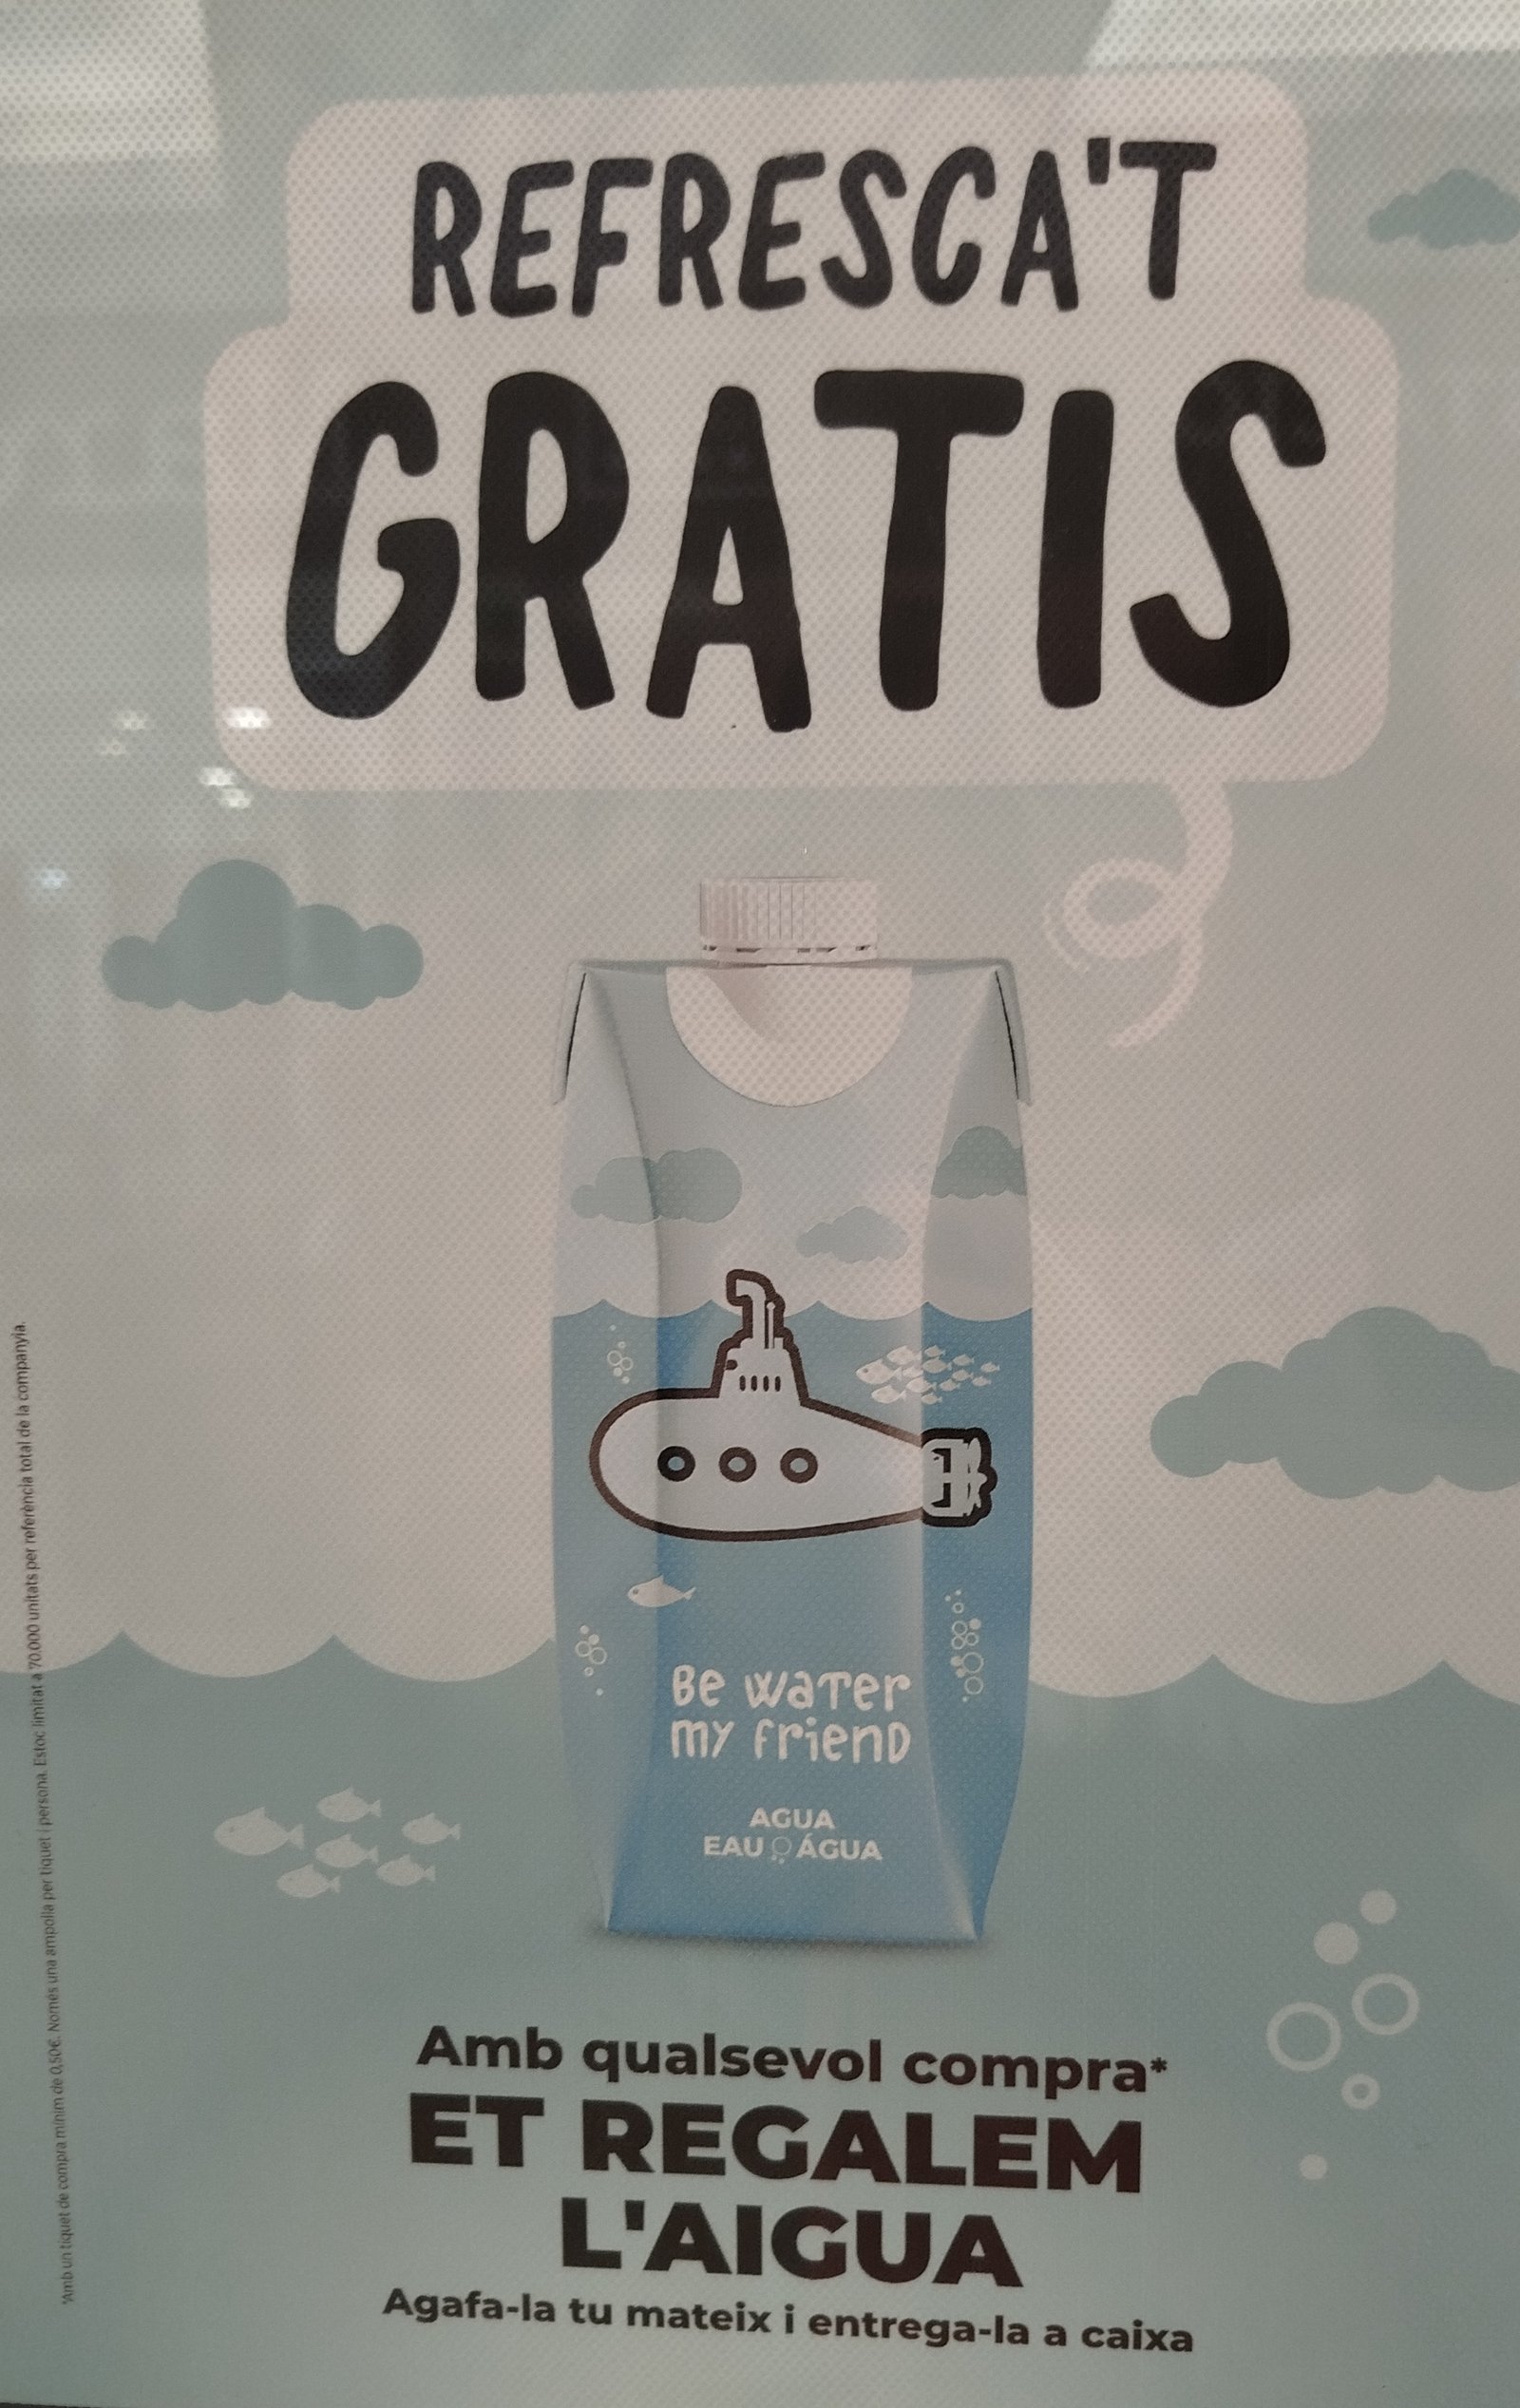 REFRESCA'T
GRATIS
Be water
my friend
AGUA
EAU ÁGUA
Amb qualsevol compra*
ET REGALEM
L'AIGUA
Agafa-la tu mateix i entrega-la a caixa
*Amb un tiquet de compra mínim de 0,50€. Només una ampolla per tiquet i persona. Estoc limitat a 70.000 unitats per referència total de la companyia.